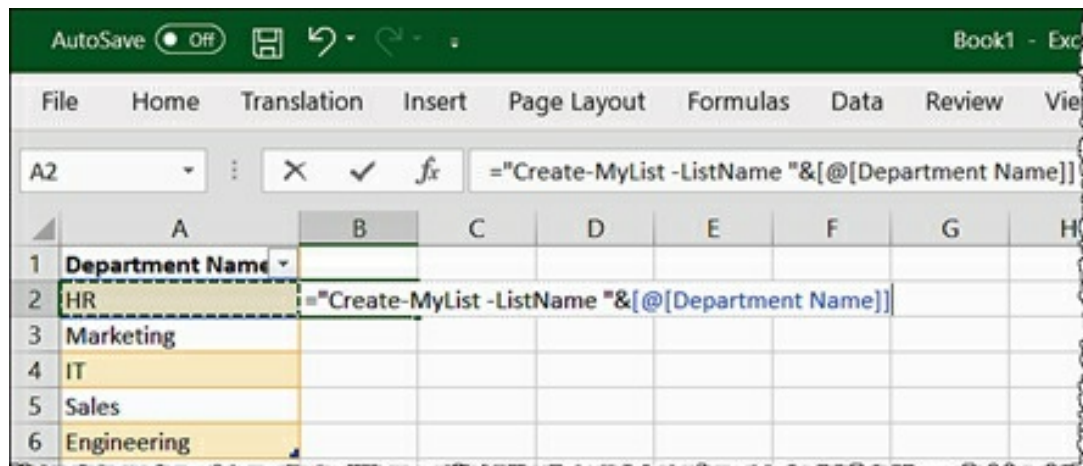 AutoSave Off Book1 - Exc
File Home Translation Insert Page Layout Formulas Data Review Vie
A2 fx ="Create-MyList -ListName "&[@[Department Name]]
A B C D E F G H
1 Department Name
2 HR ="Create-MyList -ListName "&[@[Department Name]]
3 Marketing
4 IT
5 Sales
6 Engineering